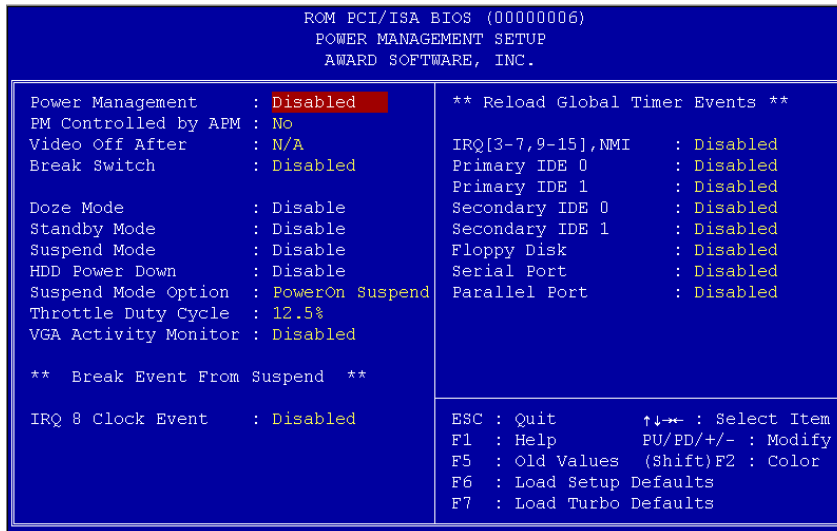 ROM PCI/ISA BIOS (00000006)
POWER MANAGEMENT SETUP
AWARD SOFTWARE, INC.
Power Management : Disabled
PM Controlled by APM : No
Video Off After : N/A
Break Switch : Disabled
Doze Mode : Disable
Standby Mode : Disable
Suspend Mode : Disable
HDD Power Down : Disable
Suspend Mode Option : PowerOn Suspend
Throttle Duty Cycle : 12.5%
VGA Activity Monitor : Disabled
** Break Event From Suspend **
IRQ 8 Clock Event : Disabled
** Reload Global Timer Events **
IRQ[3-7,9-15],NMI : Disabled
Primary IDE 0 : Disabled
Primary IDE 1 : Disabled
Secondary IDE 0 : Disabled
Secondary IDE 1 : Disabled
Floppy Disk : Disabled
Serial Port : Disabled
Parallel Port : Disabled
ESC : Quit ↑↓→← : Select Item
F1 : Help PU/PD/+/- : Modify
F5 : Old Values (Shift)F2 : Color
F6 : Load Setup Defaults
F7 : Load Turbo Defaults